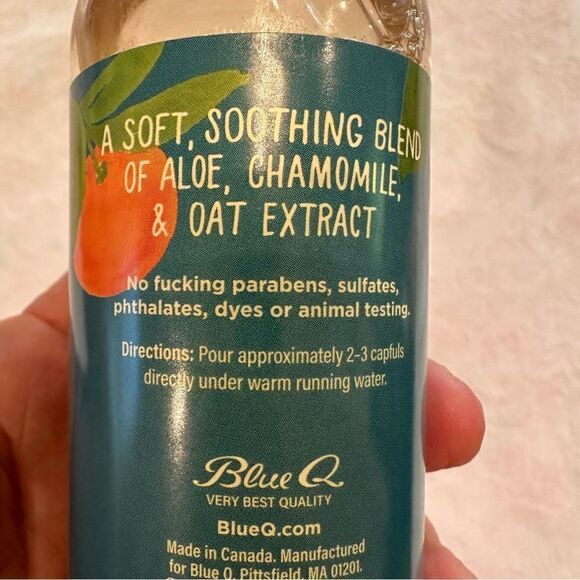 A SOFT, SOOTHING BLEND
OF ALOE, CHAMOMILE,
& OAT EXTRACT
No fucking parabens, sulfates,
phthalates, dyes or animal testing.
Directions: Pour approximately 2-3 capfuls
directly under warm running water.
Blue Q
VERY BEST QUALITY
BlueQ.com
Made in Canada. Manufactured
for Blue Q, Pittsfield, MA 01201.